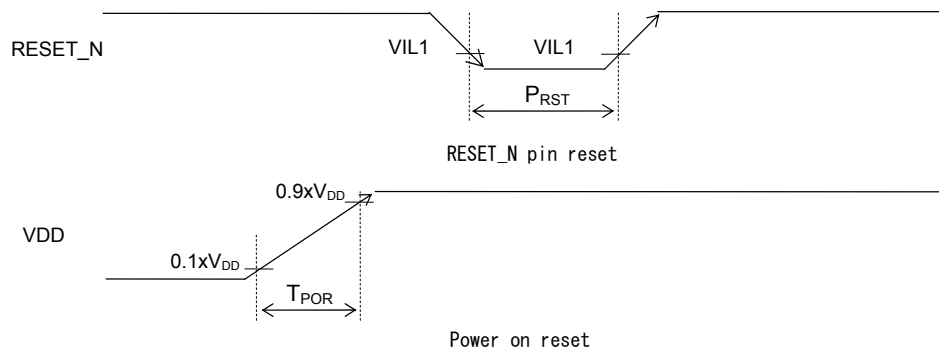 RESET_N
VIL1 VIL1
PRST
RESET_N pin reset
0.9xVDD
VDD
0.1xVDD
TPOR
Power on reset